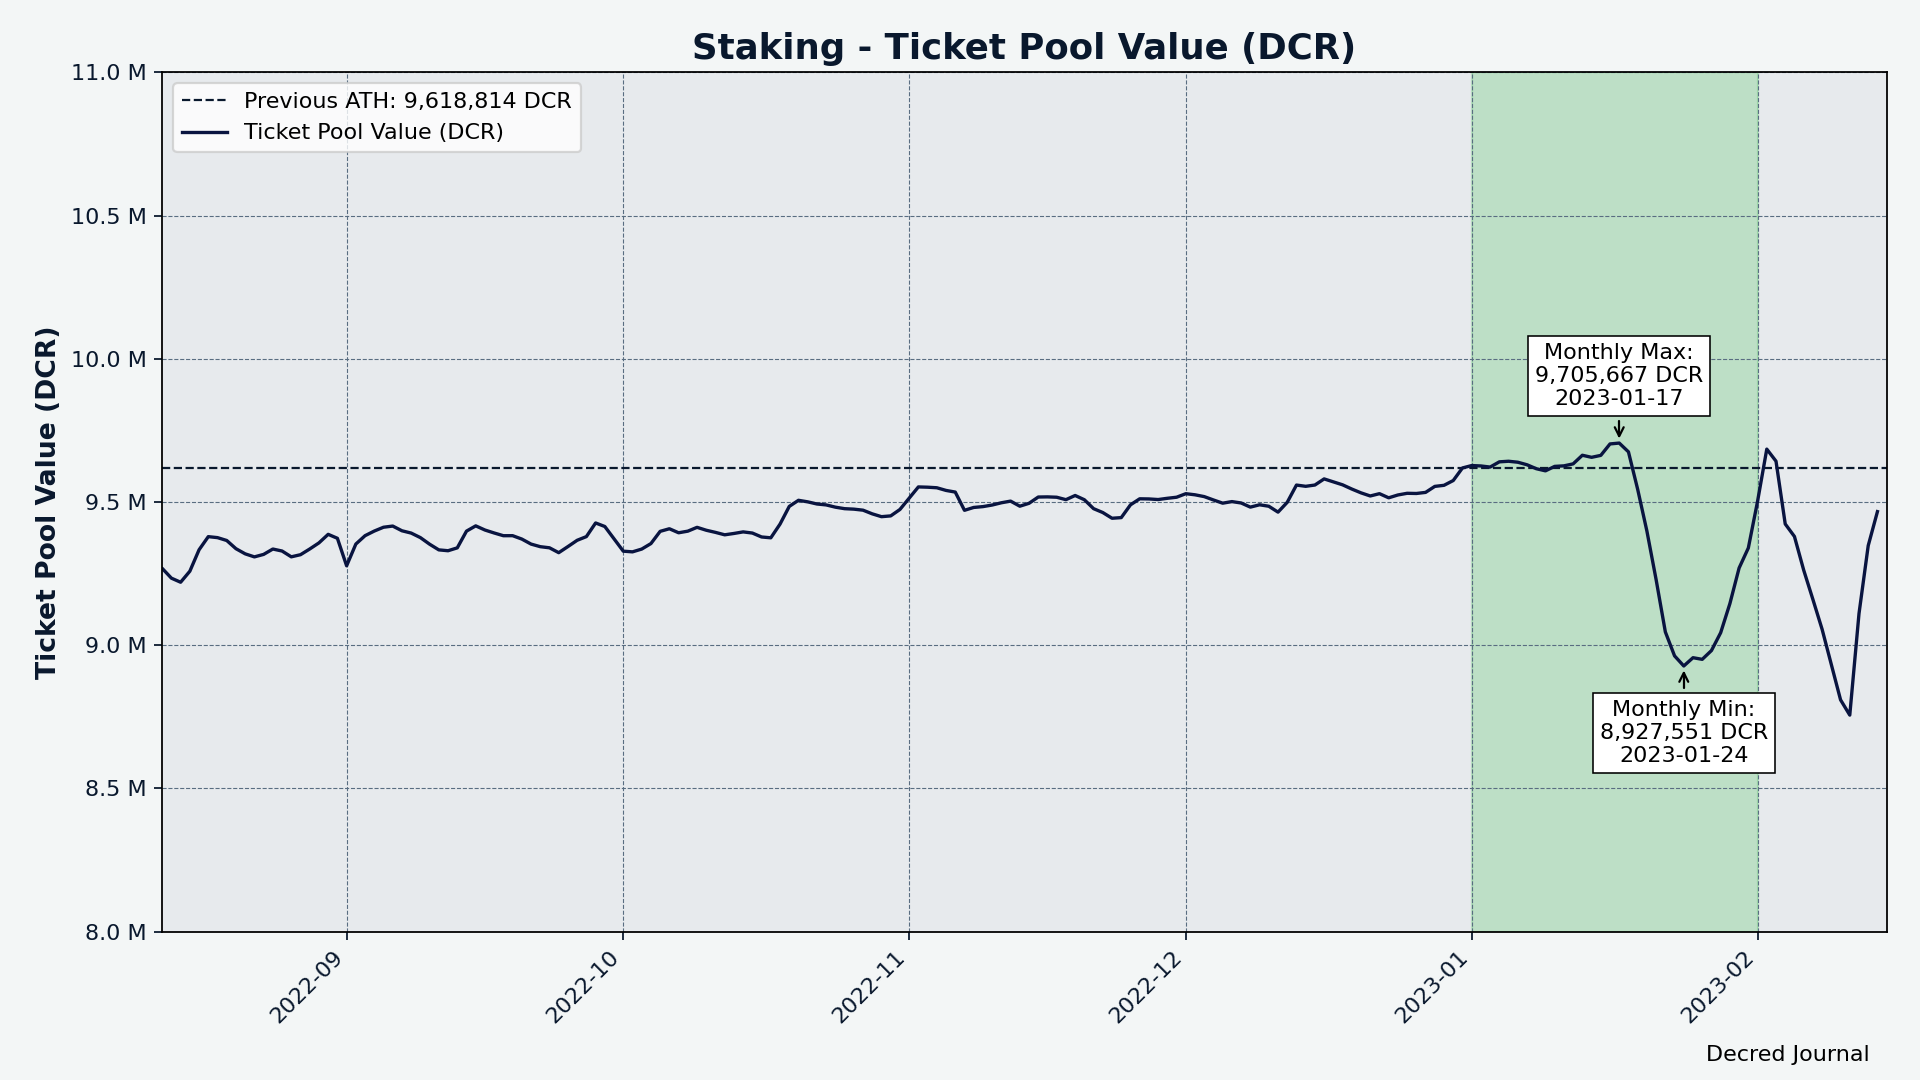 Staking - Ticket Pool Value (DCR)
Previous ATH: 9,618,814 DCR
Ticket Pool Value (DCR)
Ticket Pool Value (DCR)
11.0 M
10.5 M
10.0 M
9.5 M
9.0 M
8.5 M
8.0 M
Monthly Max:
9,705,667 DCR
2023-01-17
Monthly Min:
8,927,551 DCR
2023-01-24
2022-09
2022-10
2022-11
2022-12
2023-01
2023-02
Decred Journal